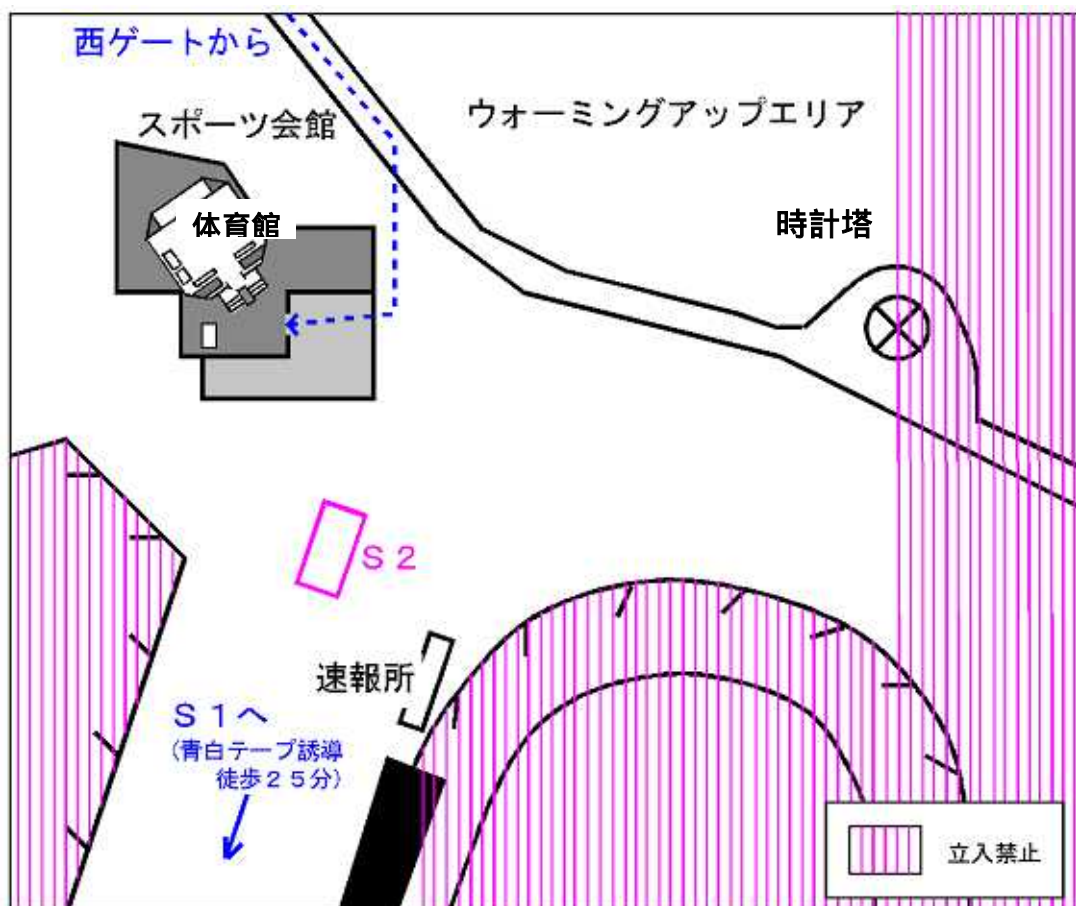 西ゲートから
スポーツ会館
ウォーミングアップエリア
体育館
時計塔
Ｓ２
速報所
Ｓ１へ
(青白テープ誘導
徒歩２５分)
立入禁止